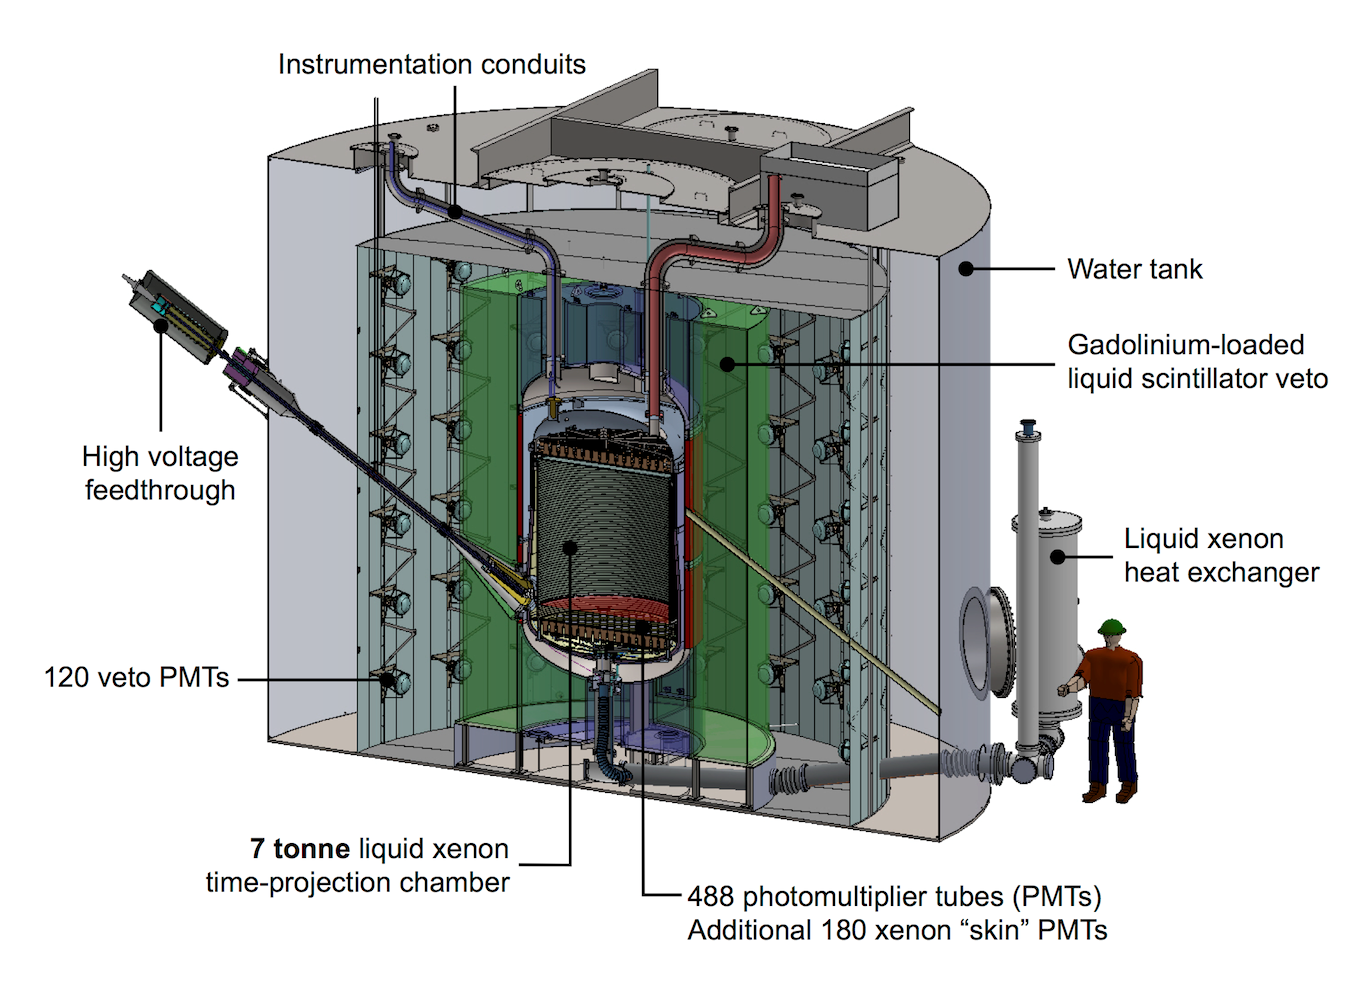 Instrumentation conduits
Water tank
Gadolinium-loaded
liquid scintillator veto
High voltage
feedthrough
Liquid xenon
heat exchanger
120 veto PMTs
7 tonne liquid xenon
time-projection chamber
488 photomultiplier tubes (PMTs)
Additional 180 xenon “skin” PMTs